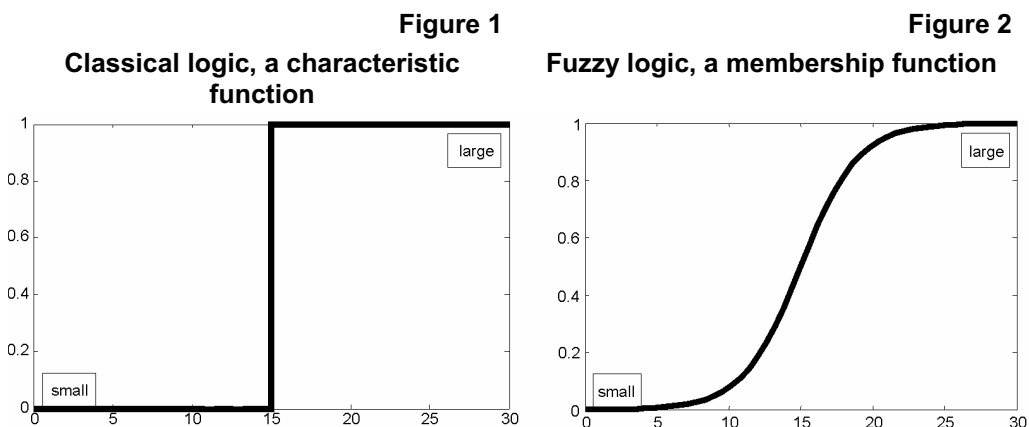 Figure 1
Classical logic, a characteristic
function
1
0.8
0.6
0.4
0.2
0
large
small
0 5 10 15 20 25 30
Figure 2
Fuzzy logic, a membership function
1
0.8
0.6
0.4
0.2
0
large
small
0 5 10 15 20 25 30